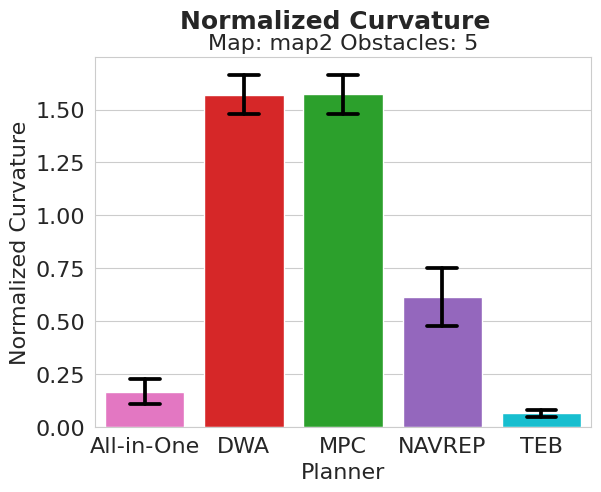 Normalized Curvature
Map: map2 Obstacles: 5
Normalized Curvature
1.50
1.25
1.00
0.75
0.50
0.25
0.00
All-in-One DWA MPC NAVREP TEB
Planner